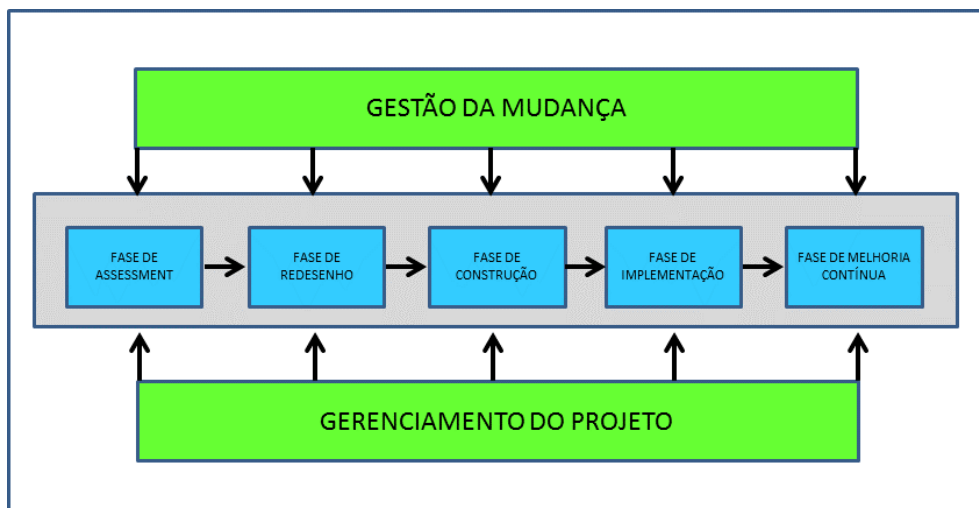 GESTÃO DA MUDANÇA
FASE DE
ASSESSMENT
FASE DE
REDESENHO
FASE DE
CONSTRUÇÃO
FASE DE
IMPLEMENTAÇÃO
FASE DE MELHORIA
CONTÍNUA
GERENCIAMENTO DO PROJETO